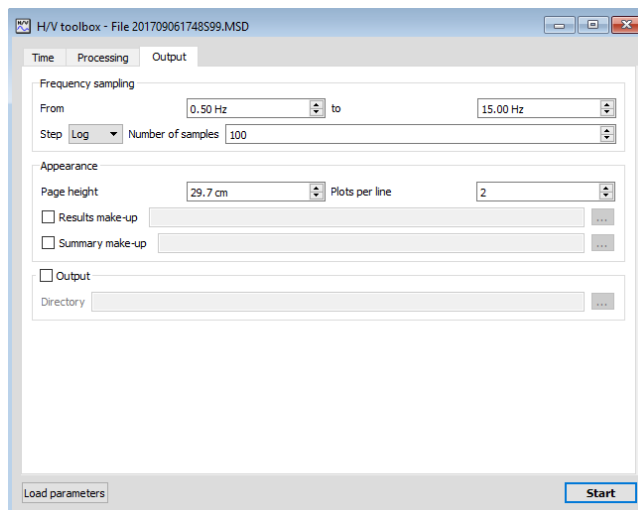 H/V toolbox - File 201709061748S99.MSD
Time Processing Output
Frequency sampling
From 0.50 Hz to 15.00 Hz
Step Log Number of samples 100
Appearance
Page height 29.7 cm Plots per line 2
Results make-up ...
Summary make-up ...
Output
Directory ...
Load parameters Start